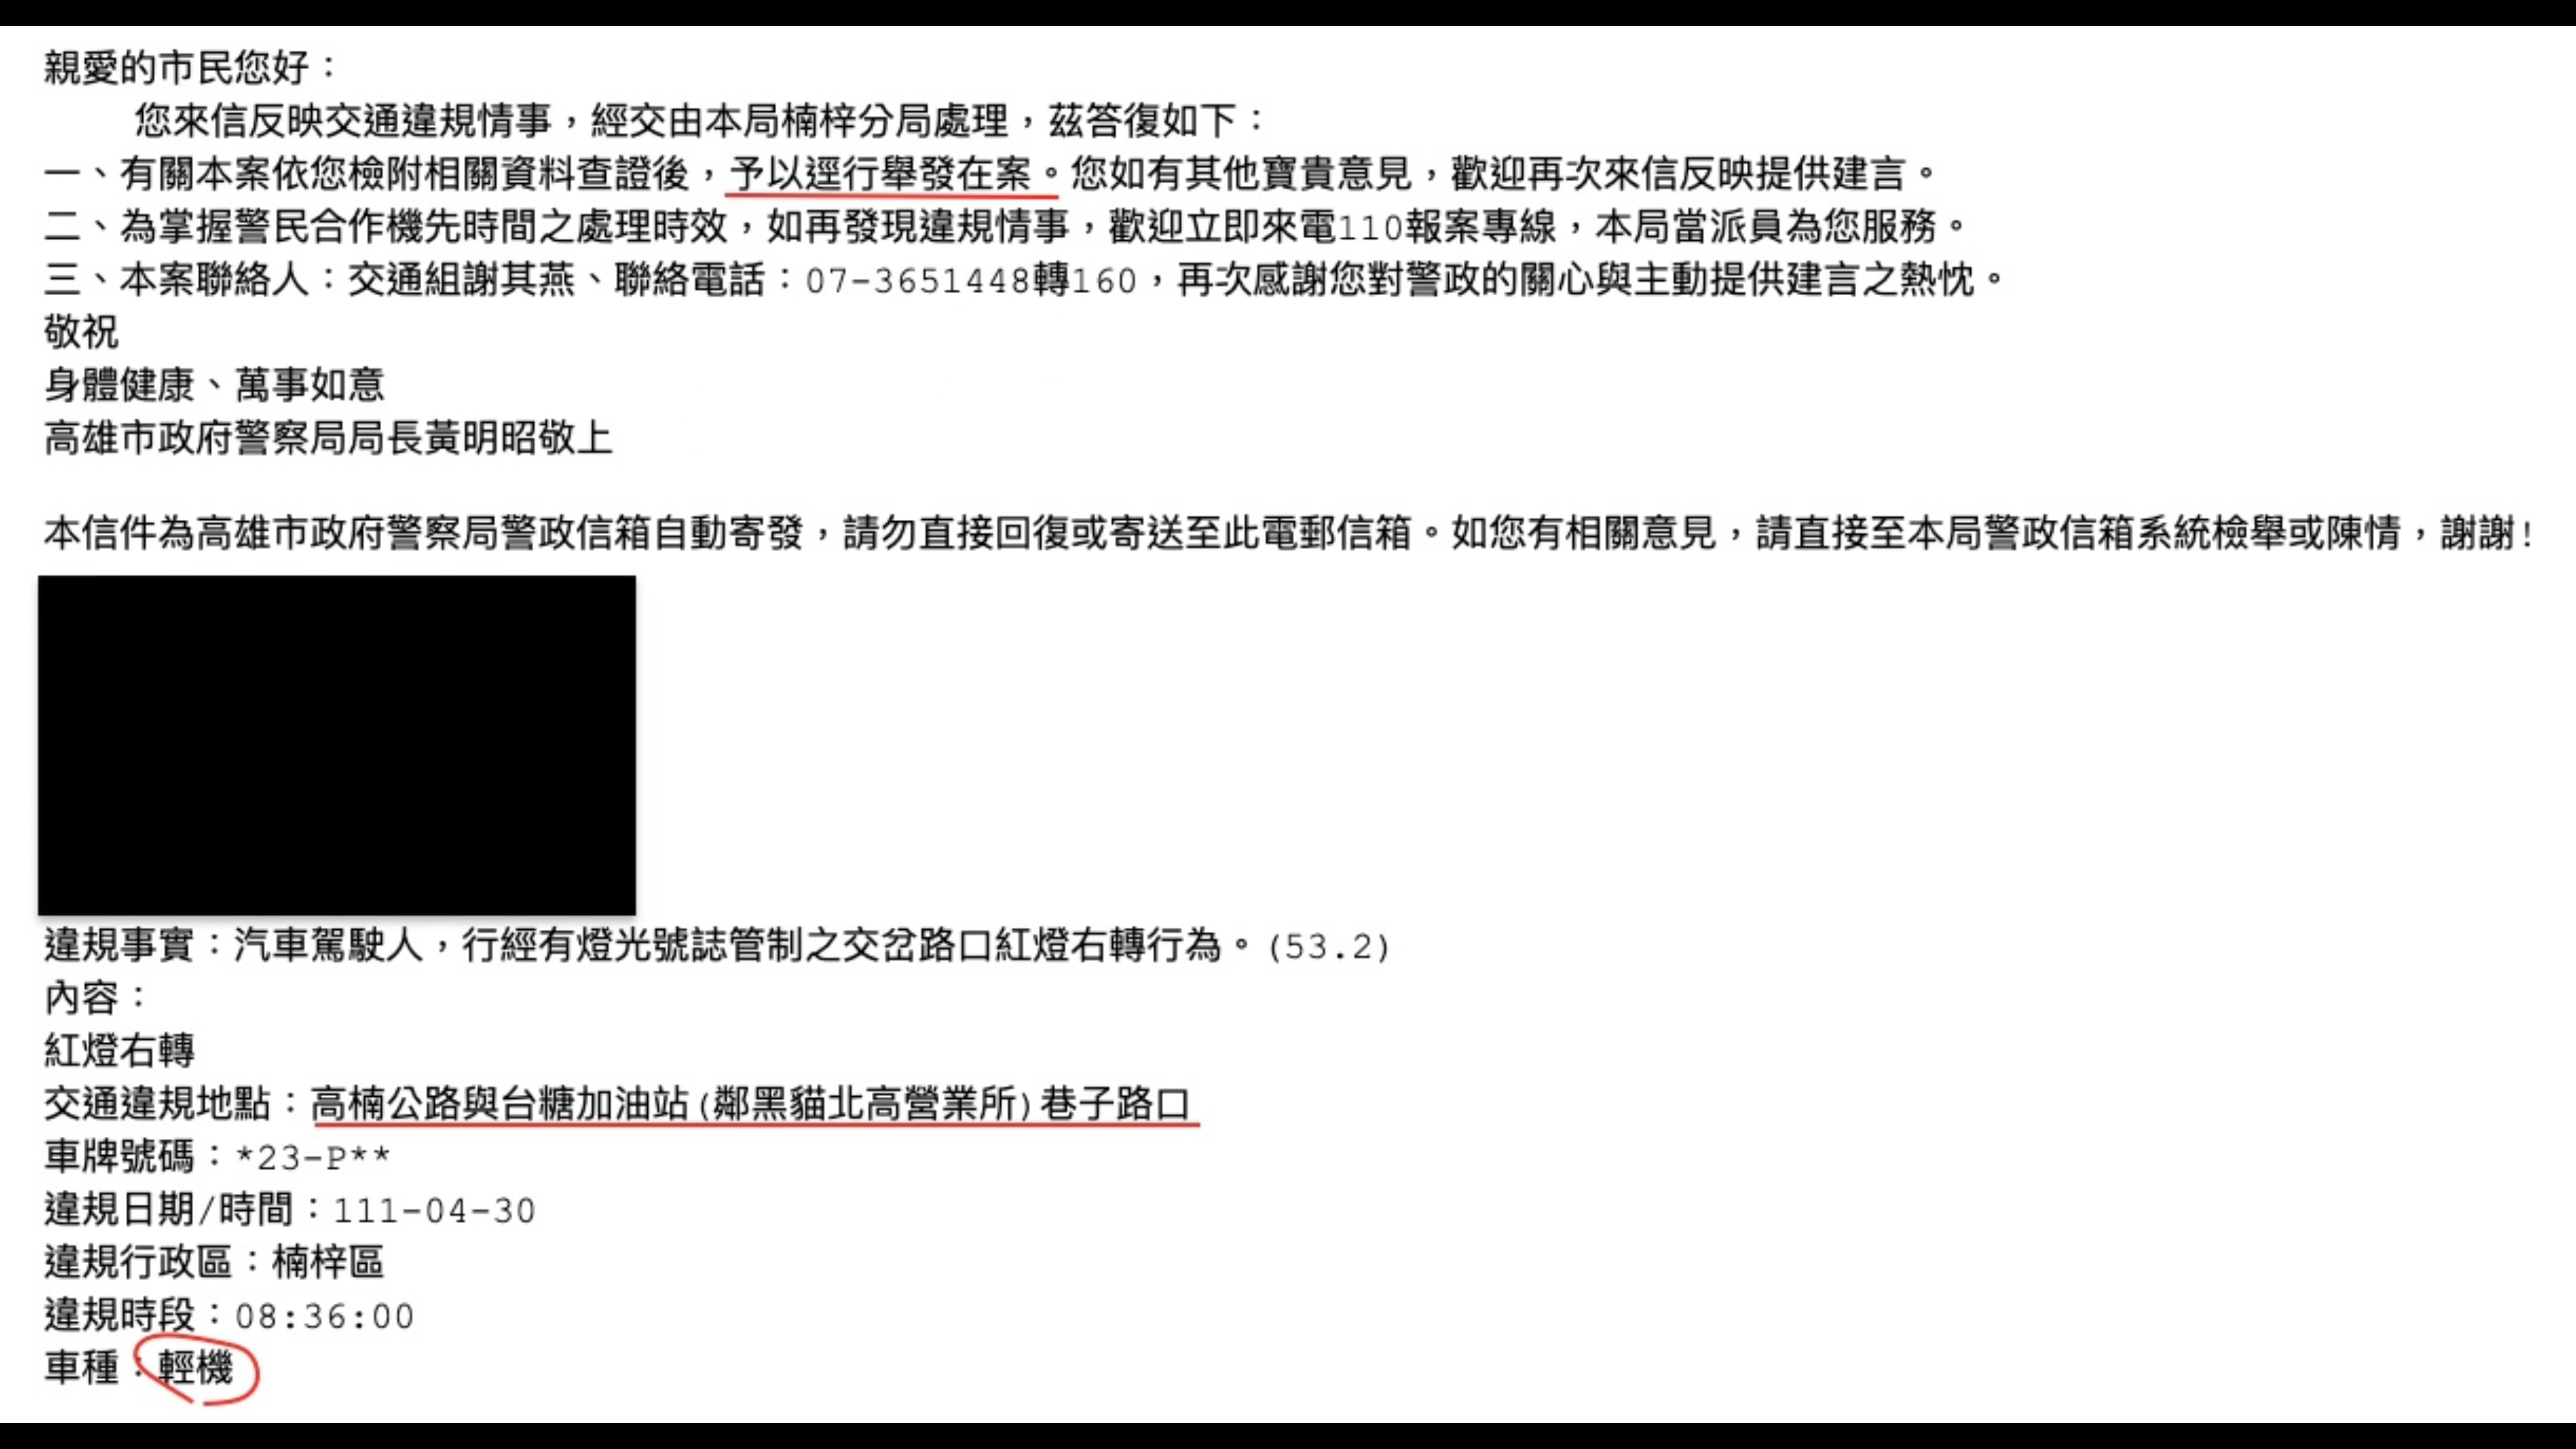 親愛的市民您好：
您來信反映交通違規情事，經交由本局楠梓分局處理，茲答復如下：
一、有關本案依您檢附相關資料查證後，予以逕行舉發在案。您如有其他寶貴意見，歡迎再次來信反映提供建言。
二、為掌握警民合作機先時間之處理時效，如再發現違規情事，歡迎立即來電110報案專線，本局當派員為您服務。
三、本案聯絡人：交通組謝其燕、聯絡電話：07-3651448轉160，再次感謝您對警政的關心與主動提供建言之熱忱。
敬祝
身體健康、萬事如意
高雄市政府警察局局長黃明昭敬上
本信件為高雄市政府警察局警政信箱自動寄發，請勿直接回復或寄送至此電郵信箱。如您有相關意見，請直接至本局警政信箱系統檢舉或陳情，謝謝!
違規事實：汽車駕駛人，行經有燈光號誌管制之交岔路口紅燈右轉行為。(53.2)
內容：
紅燈右轉
交通違規地點：高楠公路與台糖加油站(鄰黑貓北高營業所)巷子路口
車牌號碼：*23-P**
違規日期/時間：111-04-30
違規行政區：楠梓區
違規時段：08:36:00
車種：輕機